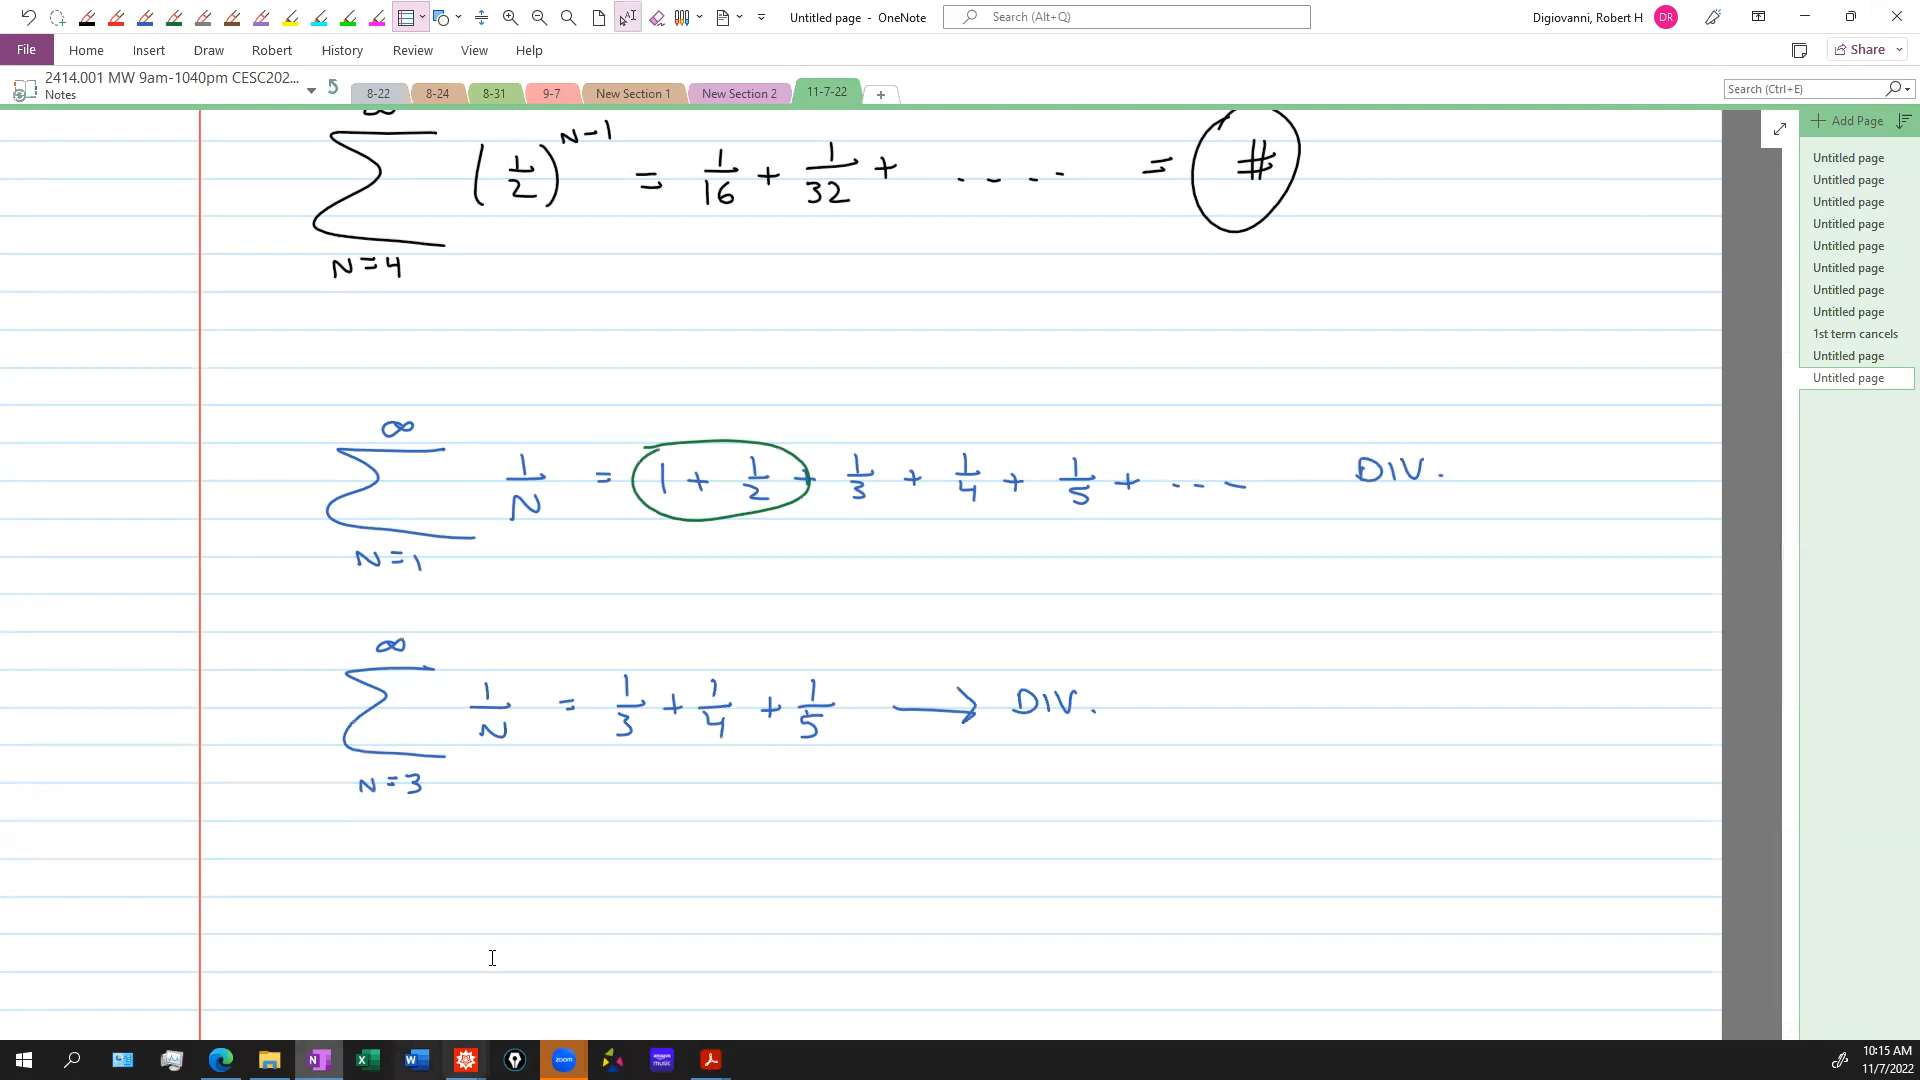 Untitled page - OneNote
Search (Alt+Q)
Digiovanni, Robert H
DR
File
Home
Insert
Draw
Robert
History
Review
View
Help
Share
2414.001 MW 9am-1040pm CESC202...
Notes
8-22
8-24
8-31
9-7
New Section 1
New Section 2
11-7-22
Search (Ctrl+E)
Add Page
Untitled page
Untitled page
Untitled page
Untitled page
Untitled page
Untitled page
Untitled page
Untitled page
1st term cancels
Untitled page
Untitled page
∞ ∑ N=4 (1/2)^N-1 = 1/16 + 1/32 + ..... = #
∞ ∑ N=1 1/N = 1 + 1/2 + 1/3 + 1/4 + 1/5 + ... DIV.
∞ ∑ N=3 1/N = 1/3 + 1/4 + 1/5 → DIV.
zoom
amazon music
10:15 AM
11/7/2022